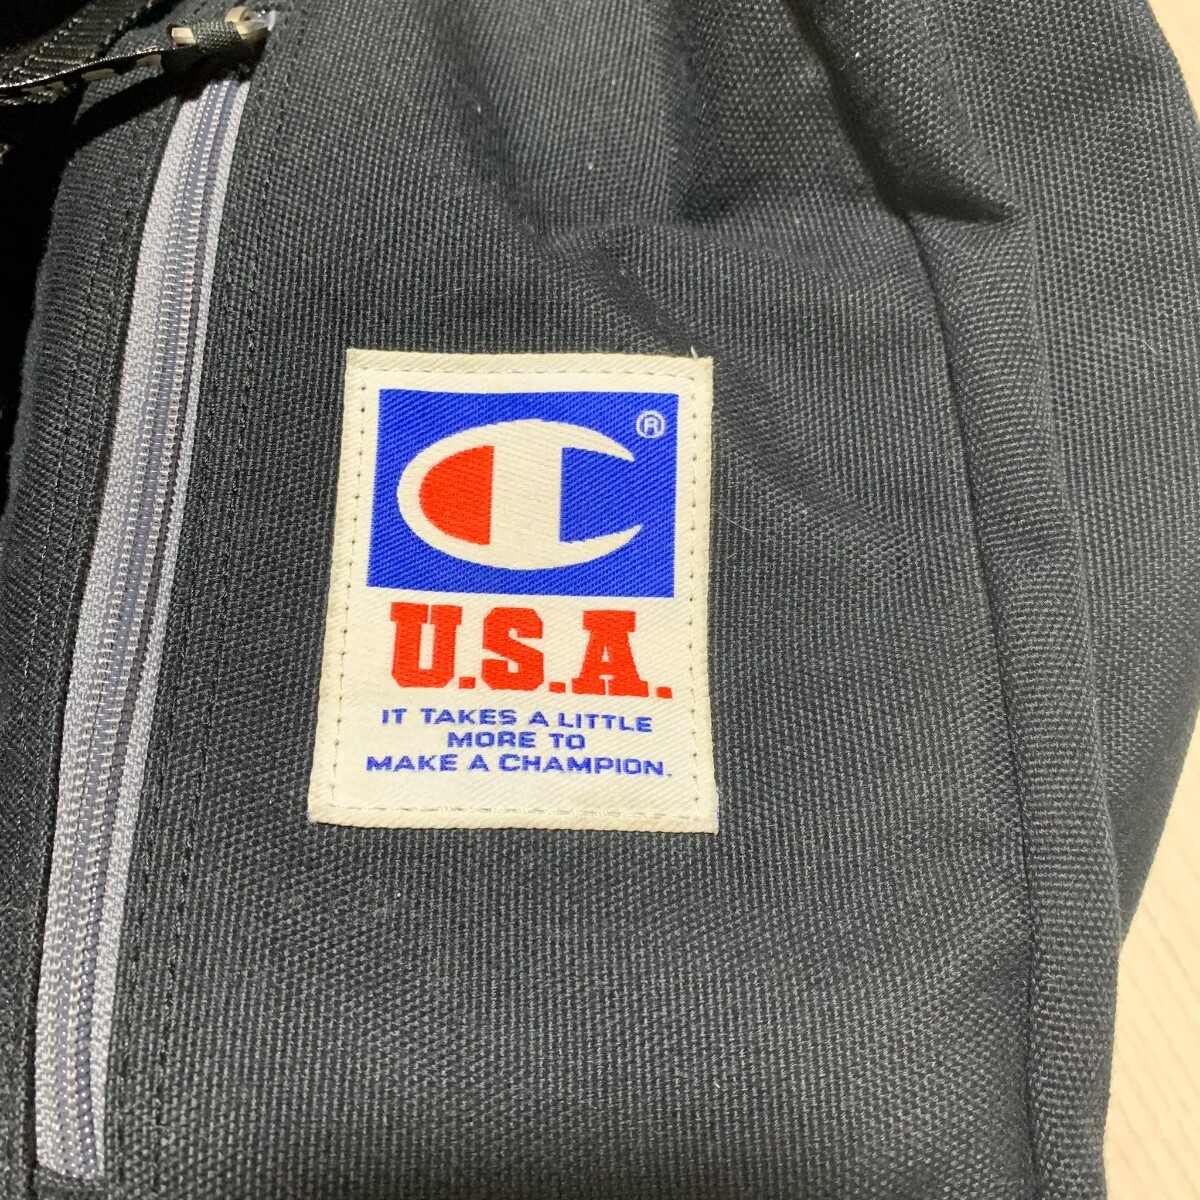 ®
U.S.A.
IT TAKES A LITTLE
MORE TO
MAKE A CHAMPION.